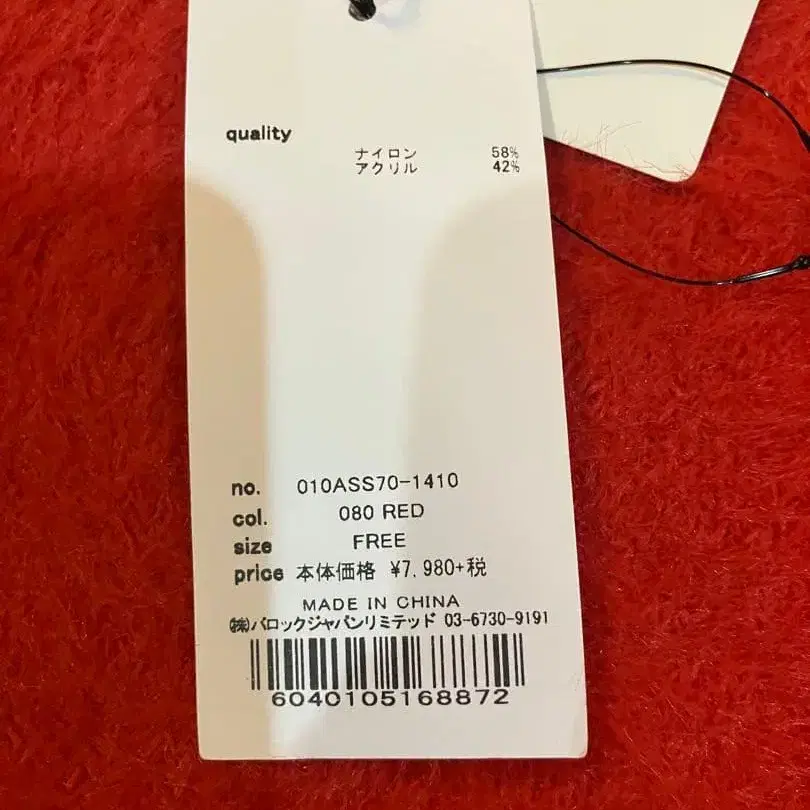 quality
ナイロン 58%
アクリル 42%
no. 010ASS70-1410
col. 080 RED
size FREE
price 本体価格 ¥7,980+税
MADE IN CHINA
㈱バロックジャパンリミテッド 03-6730-9191
6040105168872